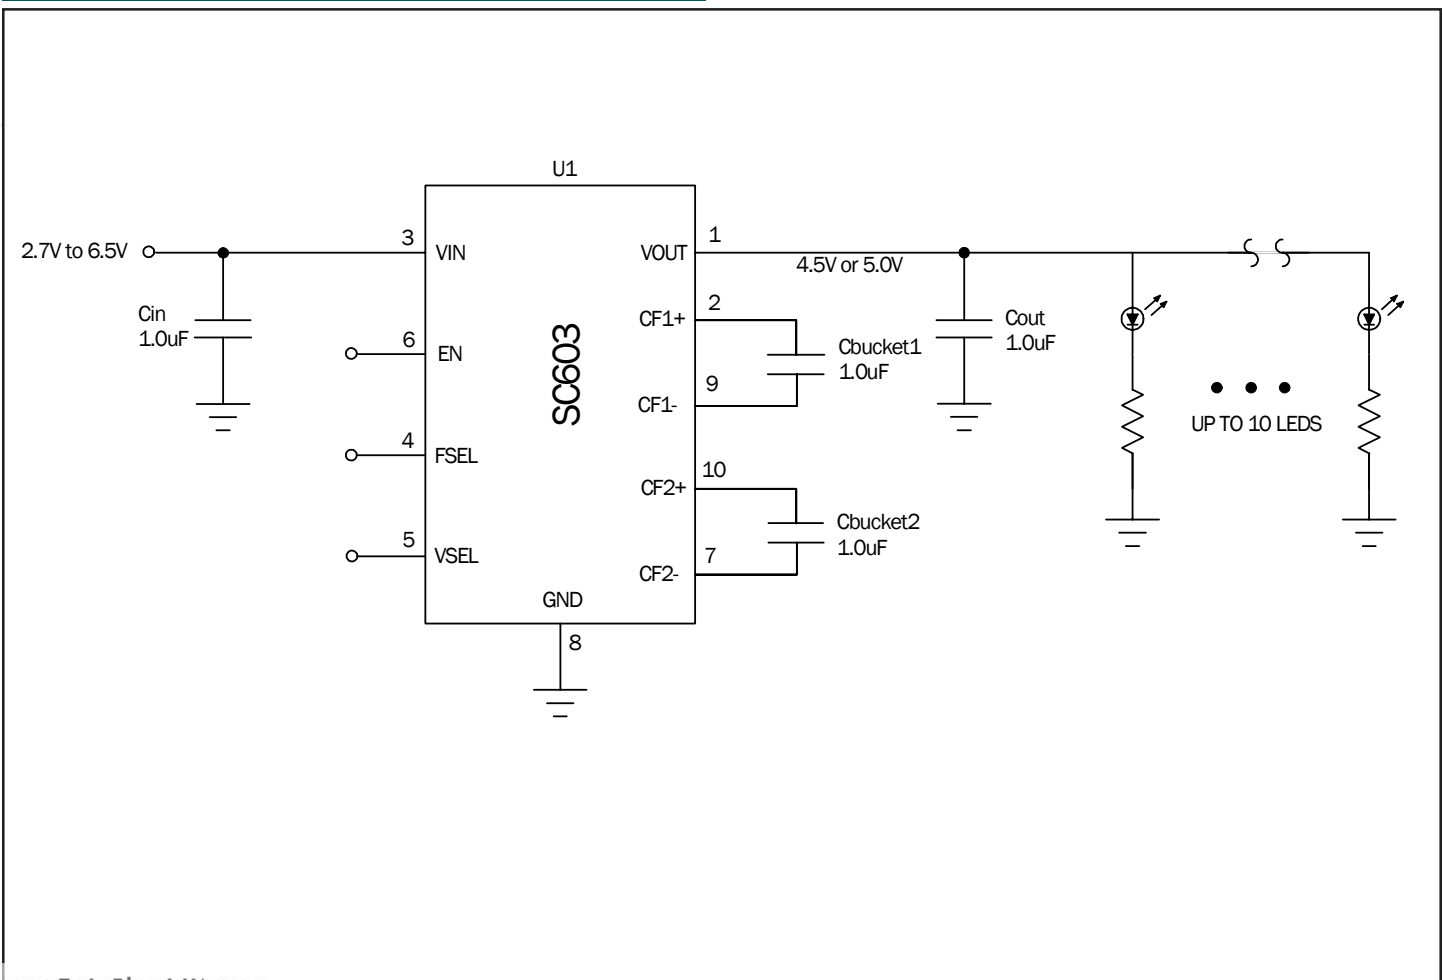 U1
2.7V to 6.5V
3
VIN
VOUT
1
4.5V or 5.0V
Cin
1.0uF
6
EN
4
FSEL
5
VSEL
SC603
CF1+
2
Cbucket1
1.0uF
CF1-
9
CF2+
10
Cbucket2
1.0uF
CF2-
7
GND
8
Cout
1.0uF
UP TO 10 LEDS